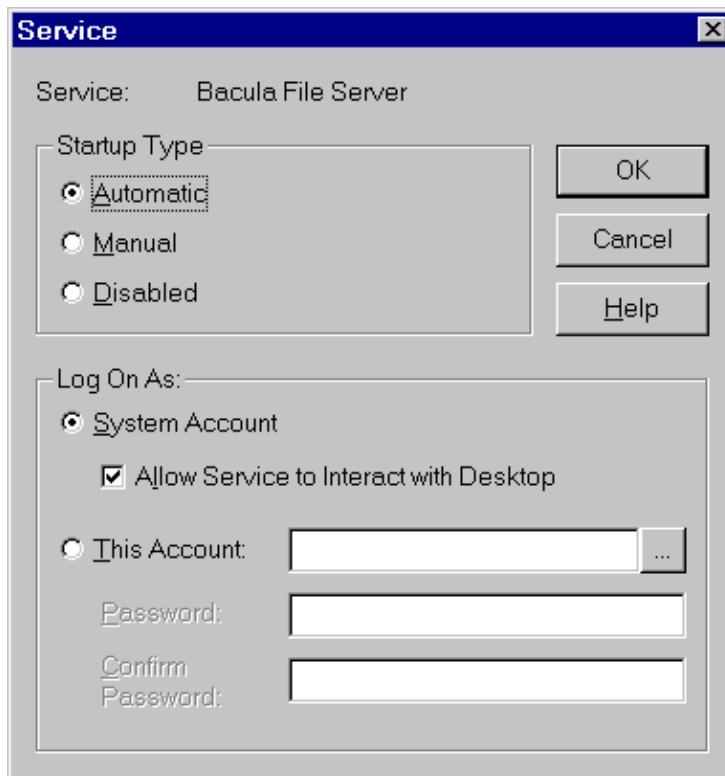 Service
Service: Bacula File Server
Startup Type
Automatic
Manual
Disabled
OK
Cancel
Help
Log On As:
System Account
Allow Service to Interact with Desktop
This Account:
...
Password:
Confirm
Password: